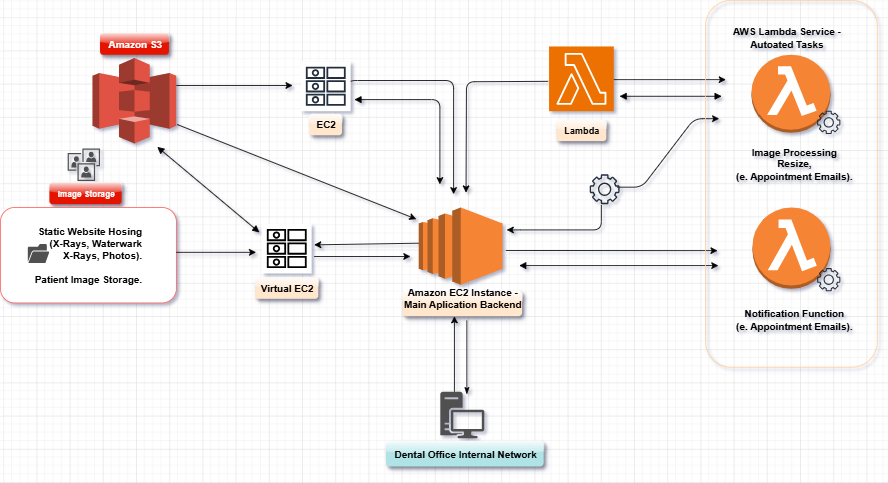 Amazon S3
EC2
Lambda
AWS Lambda Service -
Autoated Tasks
Image Processing
Resize,
(e. Appointment Emails).
Image Storage
Static Website Hosing
(X-Rays, Waterwark
X-Rays, Photos).
Patient Image Storage.
Virtual EC2
Amazon EC2 Instance -
Main Aplication Backend
Notification Function
(e. Appointment Emails).
Dental Office Internal Network